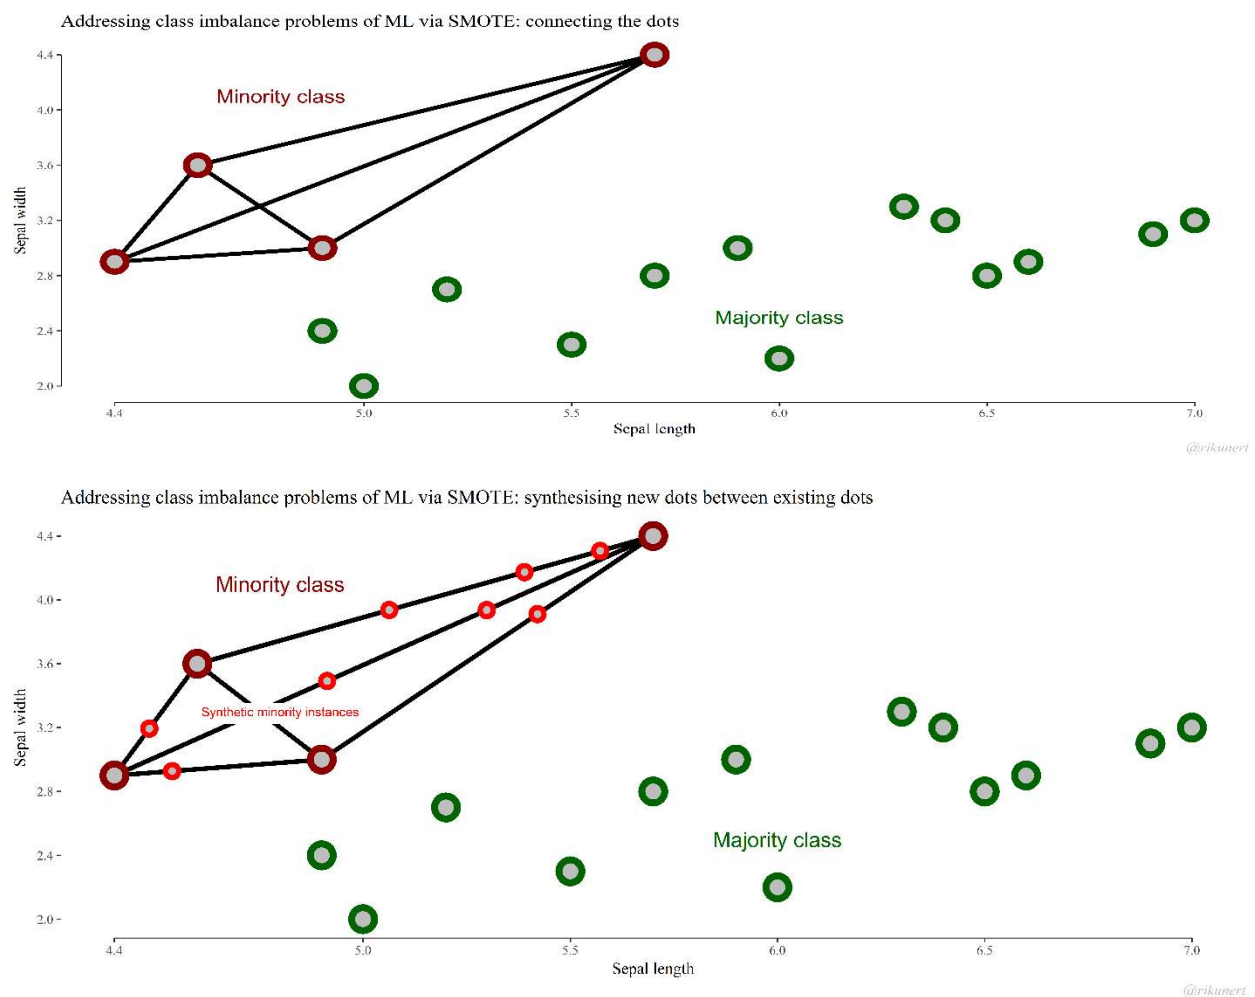 Addressing class imbalance problems of ML via SMOTE: connecting the dots
4.4
Minority class
4.0
3.6
Sepal width
3.2
2.8
Majority class
2.4
2.0
4.4 5.0 5.5 6.0 6.5 7.0
Sepal length
@rikunert
Addressing class imbalance problems of ML via SMOTE: synthesising new dots between existing dots
4.4
Minority class
4.0
3.6
Sepal width
Synthetic minority instances
3.2
2.8
Majority class
2.4
2.0
4.4 5.0 5.5 6.0 6.5 7.0
Sepal length
@rikunert